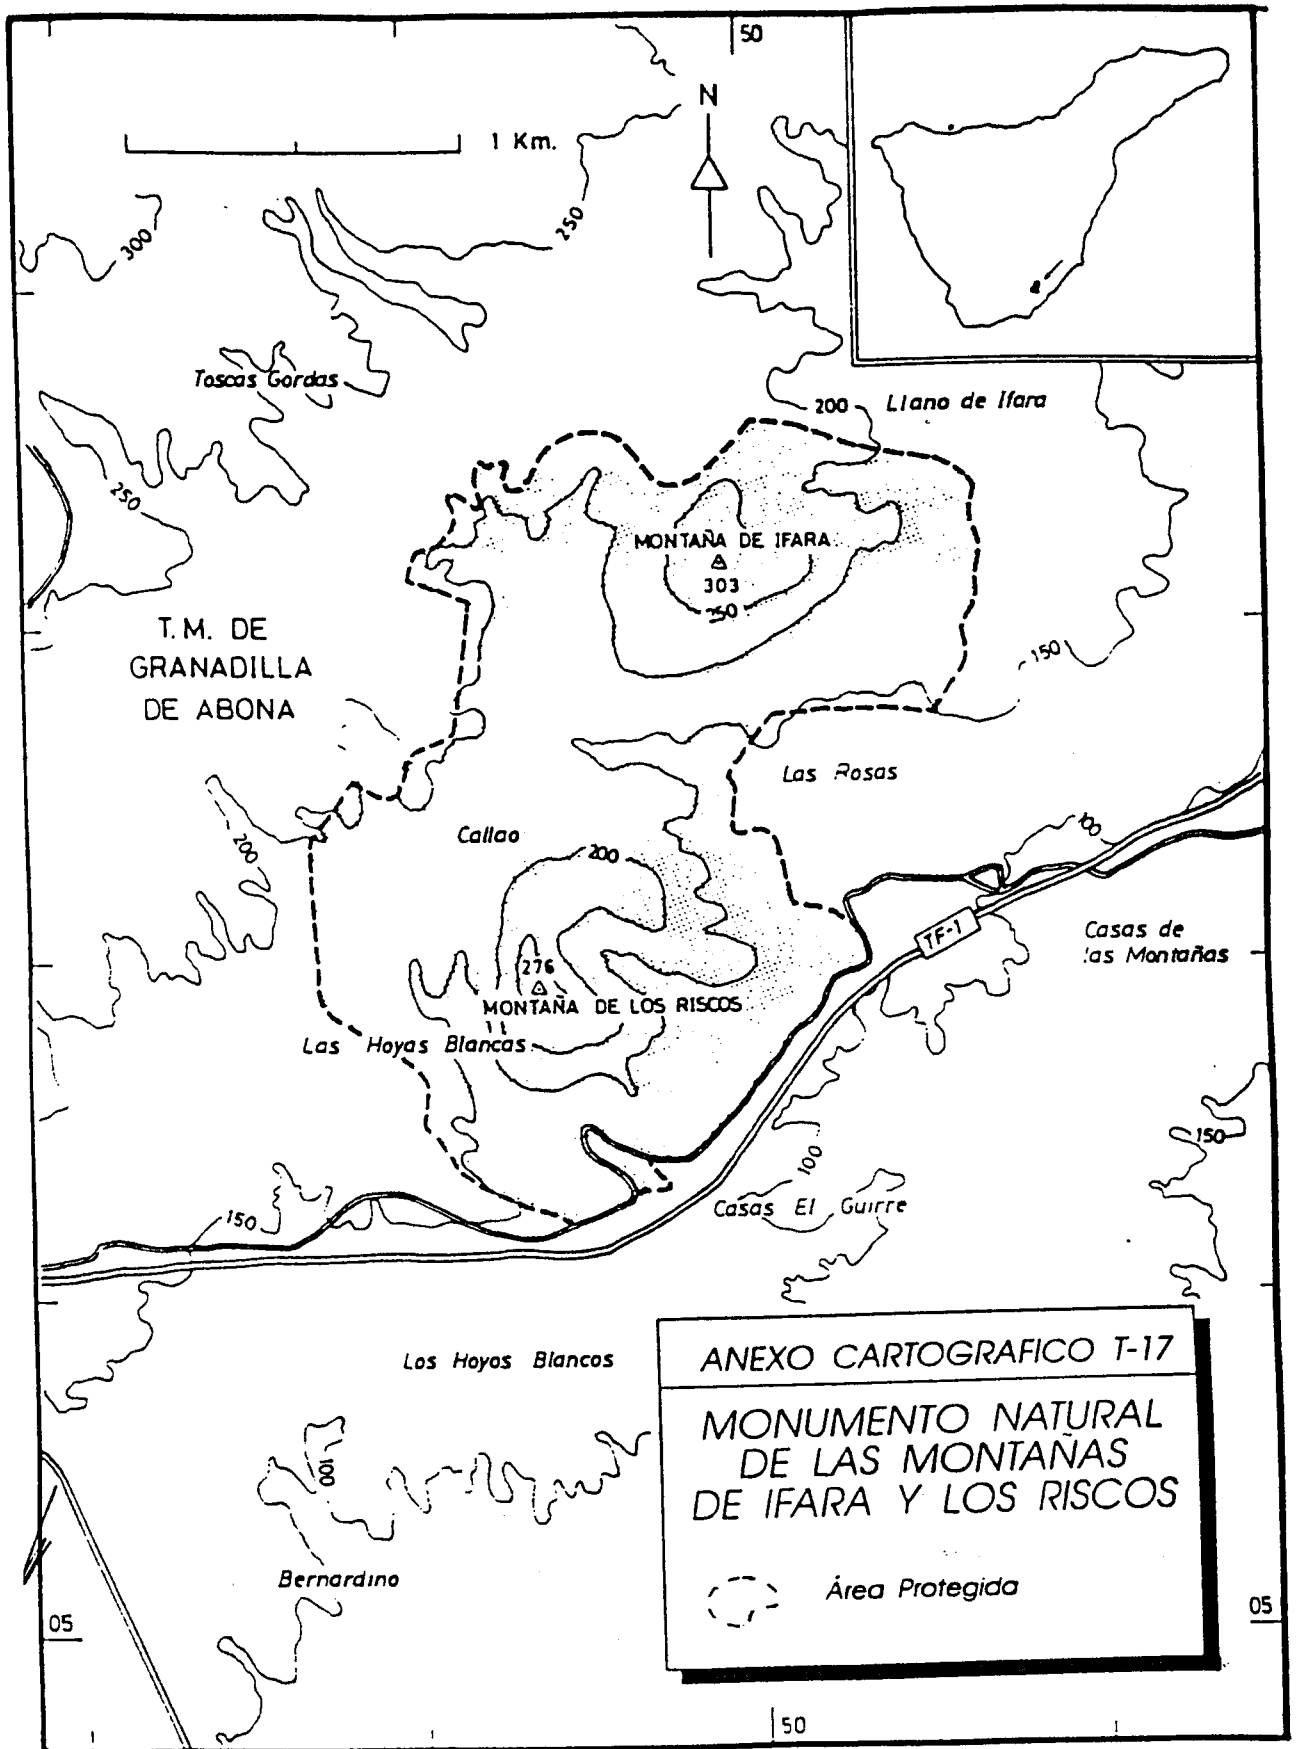 50
N
1 Km.
300
250
Toscas Gordas
200
Llano de Ifara
250
MONTAÑA DE IFARA
303
250
T.M. DE
GRANADILLA
DE ABONA
150
Las Rosas
Callao
200
200
100
TF-1
Casas de
las Montañas
276
MONTAÑA DE LOS RISCOS
Las Hoyas Blancas
150
100
Casas El Guirre
150
Los Hoyos Blancos
100
Bernardino
ANEXO CARTOGRAFICO T-17
MONUMENTO NATURAL
DE LAS MONTAÑAS
DE IFARA Y LOS RISCOS
Área Protegida
05
05
50